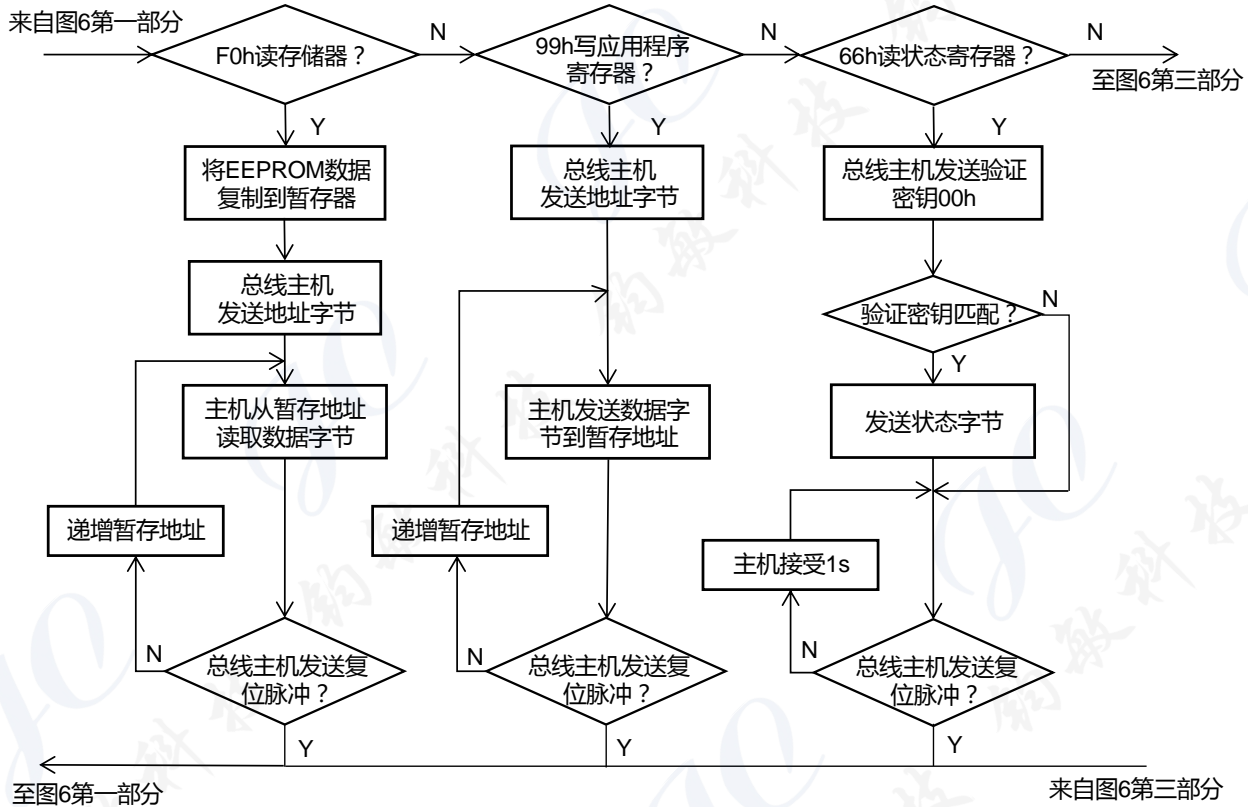 来自图6第一部分
F0h读存储器？
N
99h写应用程序
寄存器？
N
66h读状态寄存器？
N
至图6第三部分
Y
Y
Y
将EEPROM数据
复制到暂存器
总线主机
发送地址字节
总线主机发送验证
密钥00h
总线主机
发送地址字节
验证密钥匹配？
N
Y
主机从暂存地址
读取数据字节
主机发送数据字
节到暂存地址
发送状态字节
递增暂存地址
递增暂存地址
主机接受1s
N
总线主机发送复
位脉冲？
N
总线主机发送复
位脉冲？
N
总线主机发送复
位脉冲？
Y
Y
Y
至图6第一部分
来自图6第三部分